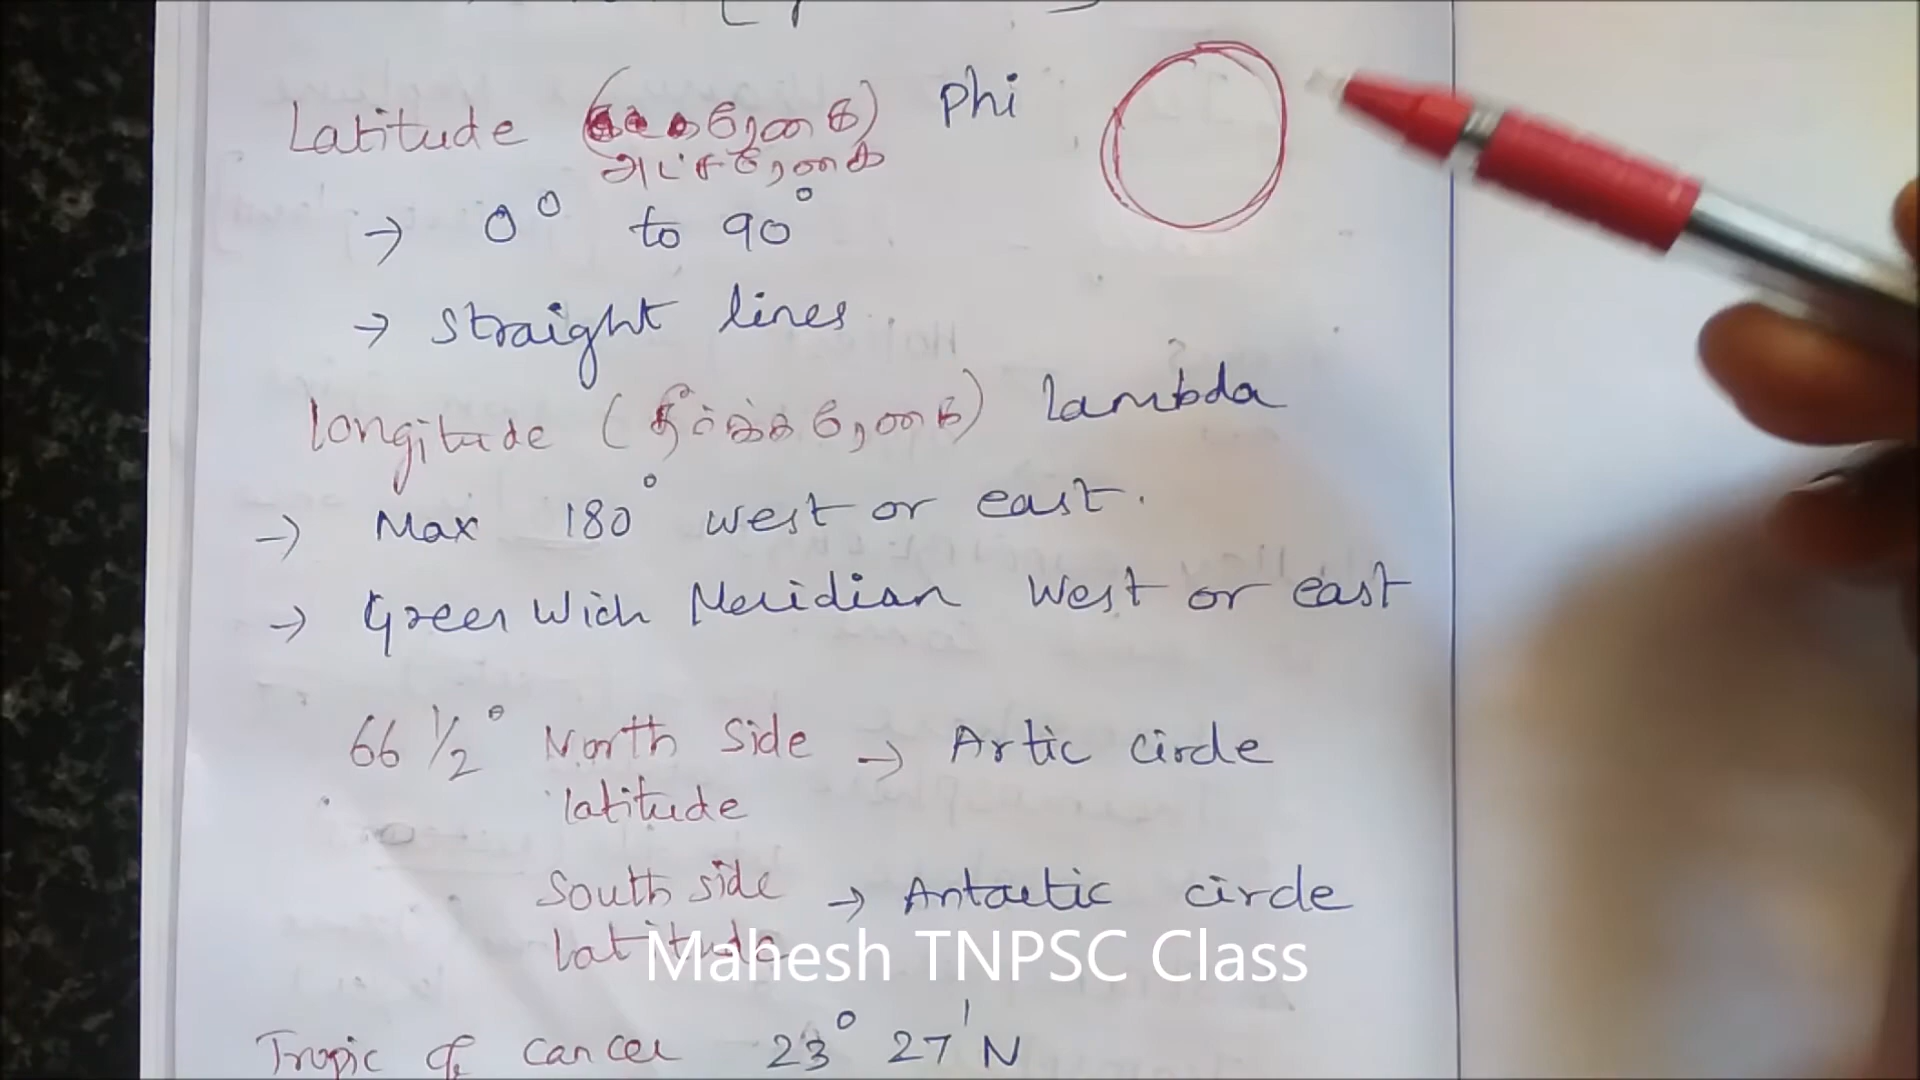 Latitude (ரேகை) Phi
அட்சரேகை
→ 0° to 90°
→ Straight lines
Longitude (தீர்க்கரேகை) Lambda
→ Max 180° west or east.
→ Green Wich Meridian West or east
66 1/2° North Side → Artic circle
latitude
South side → Antartic circle
latitude
Mahesh TNPSC Class
Tropic of cancer 23° 27' N